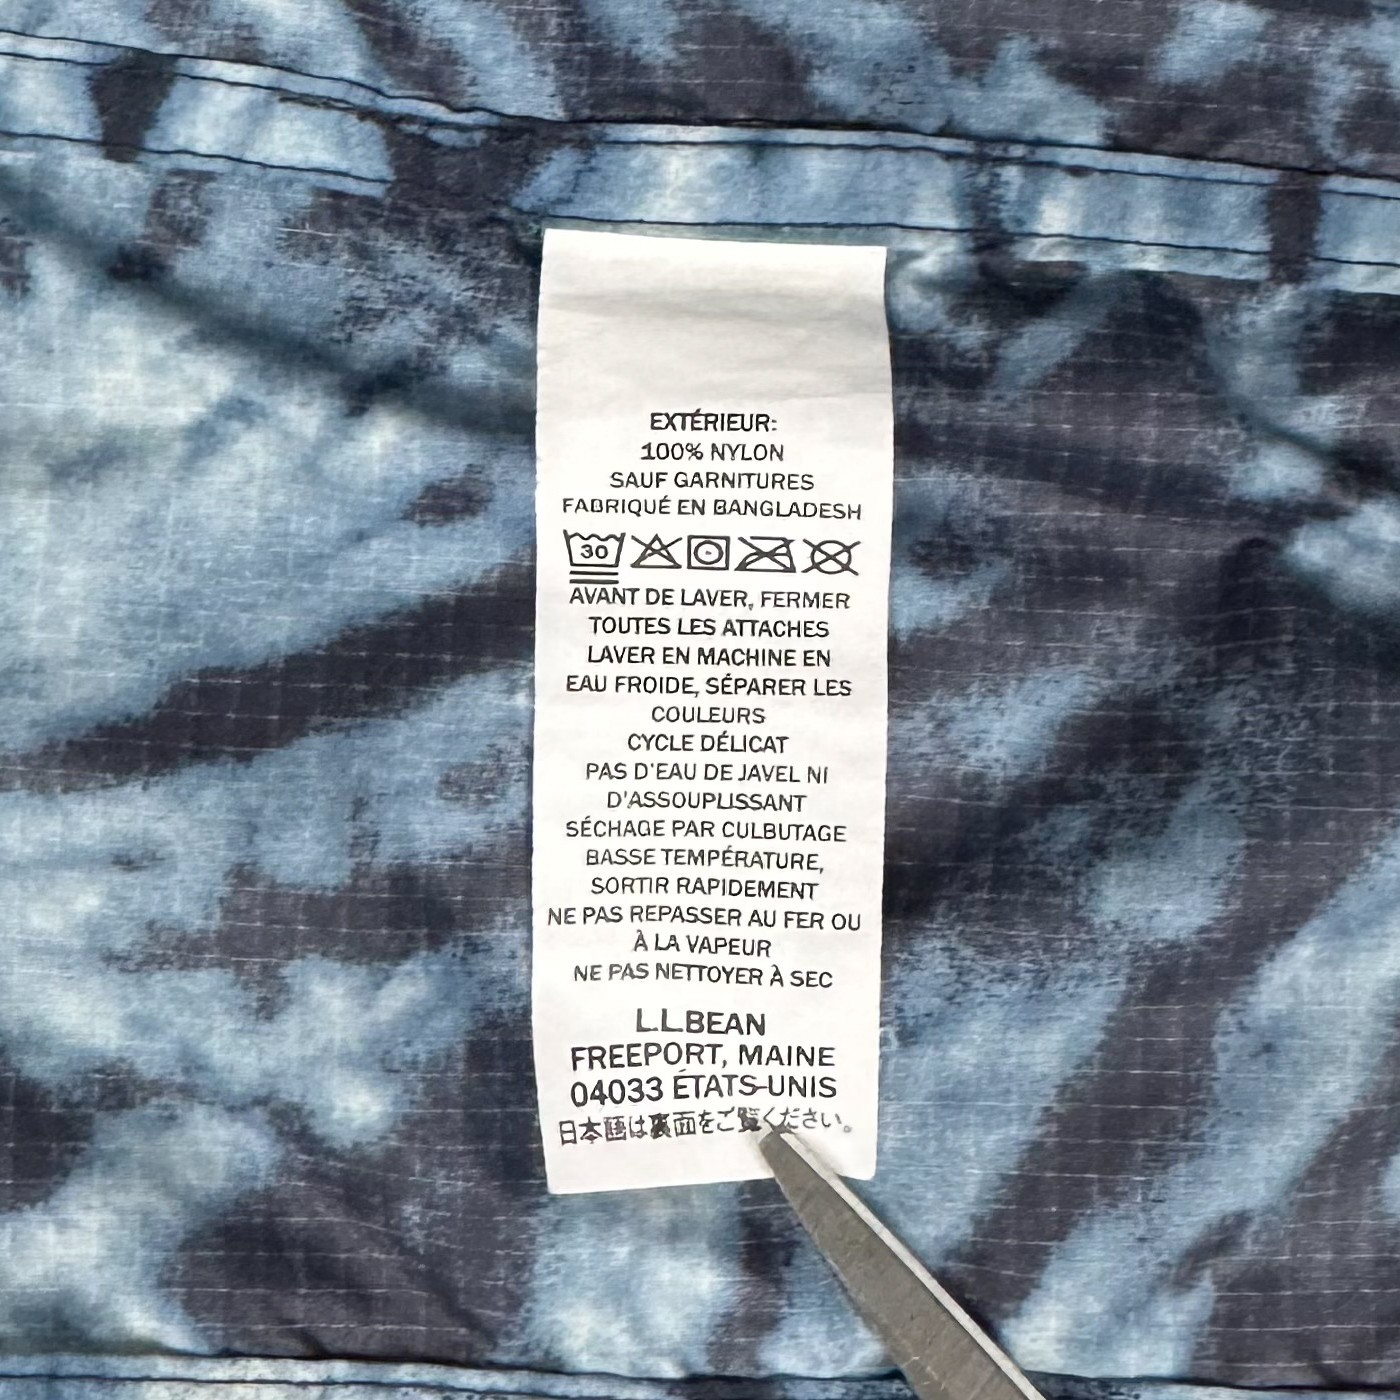 EXTÉRIEUR:
100% NYLON
SAUF GARNITURES
FABRIQUÉ EN BANGLADESH
30
AVANT DE LAVER, FERMER
TOUTES LES ATTACHES
LAVER EN MACHINE EN
EAU FROIDE, SÉPARER LES
COULEURS
CYCLE DÉLICAT
PAS D'EAU DE JAVEL NI
D'ASSOUPLISSANT
SÉCHAGE PAR CULBUTAGE
BASSE TEMPÉRATURE,
SORTIR RAPIDEMENT
NE PAS REPASSER AU FER OU
À LA VAPEUR
NE PAS NETTOYER À SEC
L.L.BEAN
FREEPORT, MAINE
04033 ÉTATS-UNIS
日本語は裏面をご覧ください。